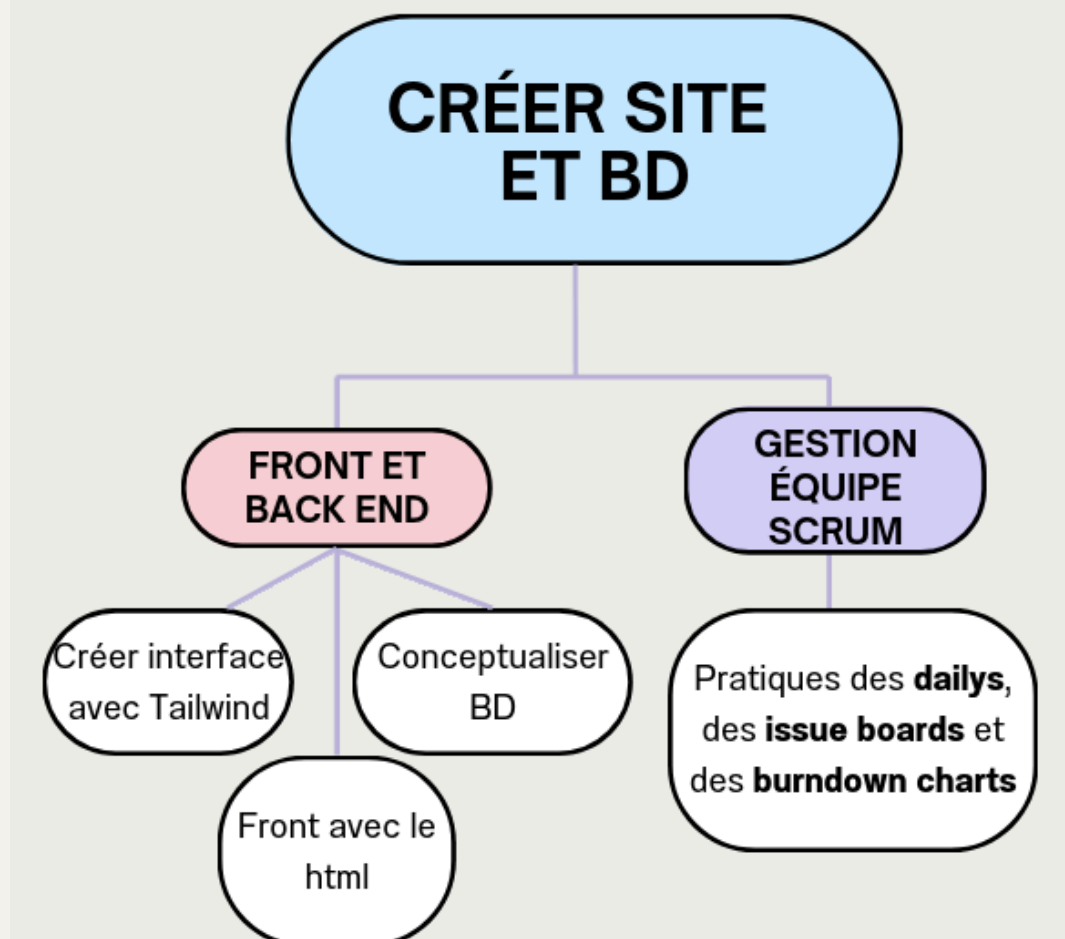 CRÉER SITE
ET BD
FRONT ET
BACK END
GESTION
ÉQUIPE
SCRUM
Créer interface
avec Tailwind
Conceptualiser
BD
Front avec le
html
Pratiques des dailys,
des issue boards et
des burndown charts